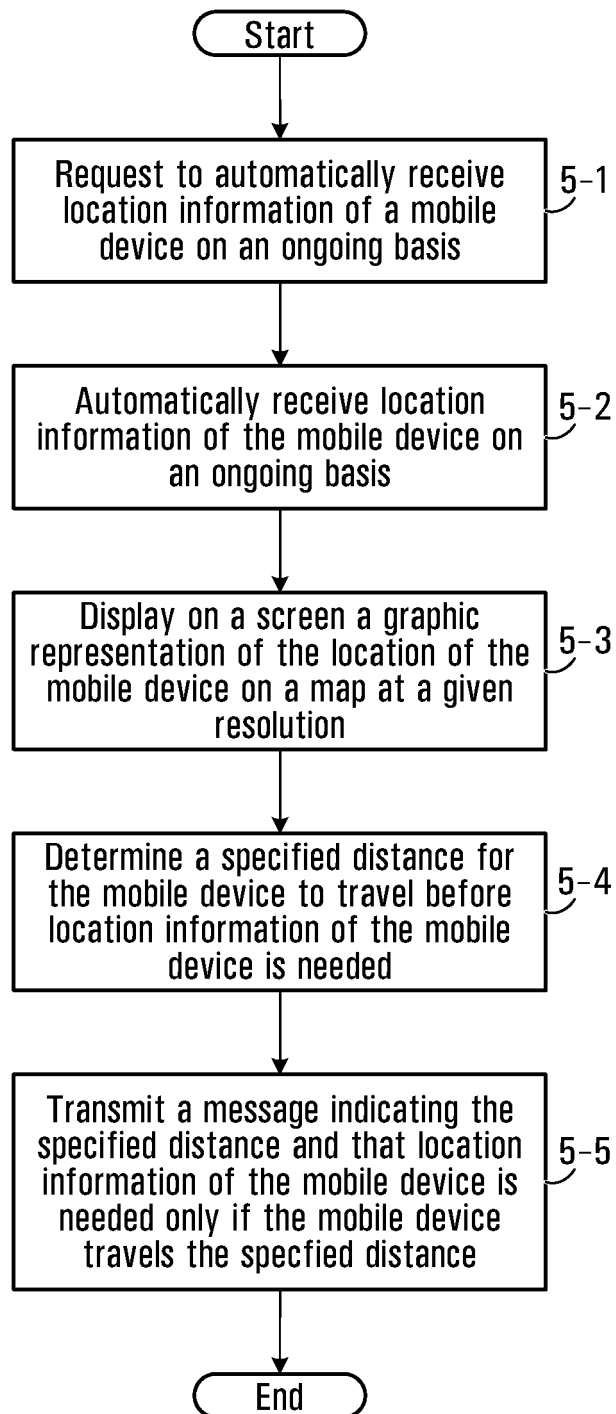 Start
Request to automatically receive
location information of a mobile
device on an ongoing basis
5-1
Automatically receive location
information of the mobile device on
an ongoing basis
5-2
Display on a screen a graphic
representation of the location of the
mobile device on a map at a given
resolution
5-3
Determine a specified distance for
the mobile device to travel before
location information of the mobile
device is needed
5-4
Transmit a message indicating the
specified distance and that location
information of the mobile device is
needed only if the mobile device
travels the specfied distance
5-5
End